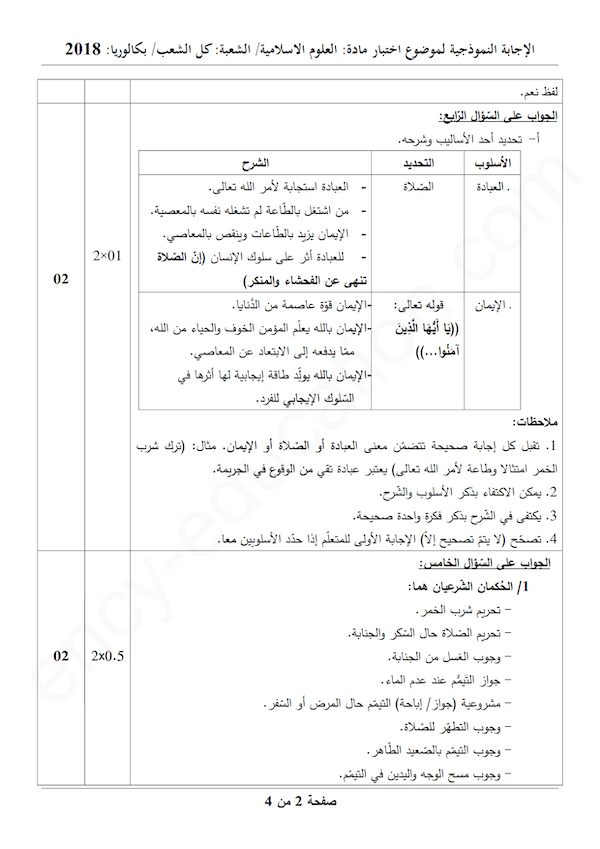 الإجابة النموذجية لموضوع اختبار مادة: العلوم الاسلامية/ الشعبة: كل الشعب/ بكالوريا: 2018
لفظ نعم.
الجواب على السّؤال الرّابع:
أ- تحديد أحد الأساليب وشرحه.
الأسلوب التحديد الشرح
. العبادة الصّلاة - العبادة استجابة لأمر الله تعالى.
- من اشتغل بالطّاعة لم تشغله نفسه بالمعصية.
- الإيمان يزيد بالطّاعات وينقص بالمعاصي.
- للعبادة أثر على سلوك الإنسان (إنّ الصّلاة
تنهى عن الفحشاء والمنكر)
2×01
02
. الإيمان قوله تعالى: -الإيمان قوّة عاصمة من الدّنايا.
((يَا أَيُّهَا الَّذِينَ -الإيمان بالله يعلّم المؤمن الخوف والحياء من الله،
آمَنُوا...)) ممّا يدفعه إلى الابتعاد عن المعاصي.
-الإيمان بالله يولّد طاقة إيجابية لها أثرها في
السّلوك الإيجابي للفرد.
ملاحظات:
1. تقبل كل إجابة صحيحة تتضمّن معنى العبادة أو الصّلاة أو الإيمان. مثال: (ترك شرب
الخمر امتثالا وطاعة لأمر الله تعالى) يعتبر عبادة تقي من الوقوع في الجريمة.
2. يمكن الاكتفاء بذكر الأسلوب والشّرح.
3. يكتفى في الشّرح بذكر فكرة واحدة صحيحة.
4. تصحّح (لا يتمّ تصحيح إلاّ) الإجابة الأولى للمتعلّم إذا حدّد الأسلوبين معا.
الجواب على السّؤال الخامس:
1/ الحُكمان الشّرعيان هما:
- تحريم شرب الخمر.
- تحريم الصّلاة حال السّكر والجنابة.
- وجوب الغسل من الجنابة.
2×0.5
02
- جواز التّيمُّم عند عدم الماء.
- مشروعية (جواز/ إباحة) التيمّم حال المرض أو السّفر.
- وجوب التطهّر للصّلاة.
- وجوب التيمّم بالصّعيد الطّاهر.
- وجوب مسح الوجه واليدين في التيمّم.
صفحة 2 من 4
ency-education.com